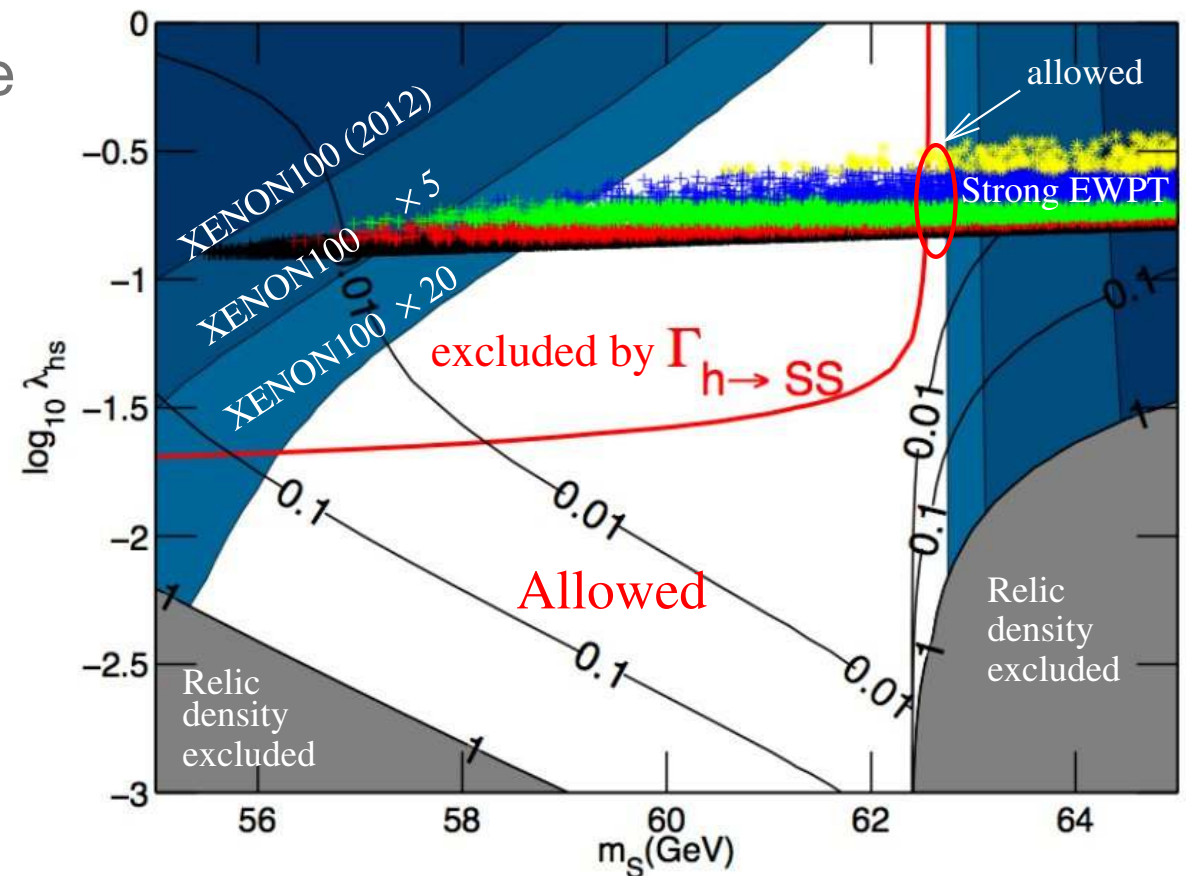 e
0
−0.5
−1
−1.5
−2
−2.5
−3
log10 λhs
56
58
60
62
64
mS(GeV)
XENON100 (2012)
XENON100 × 5
XENON100 × 20
allowed
Strong EWPT
excluded by Γh→ SS
Allowed
Relic
density
excluded
Relic
density
excluded
.01
0.1
0.01
0.1
0.01
0.01
0.1
0.1
1
1
1
1